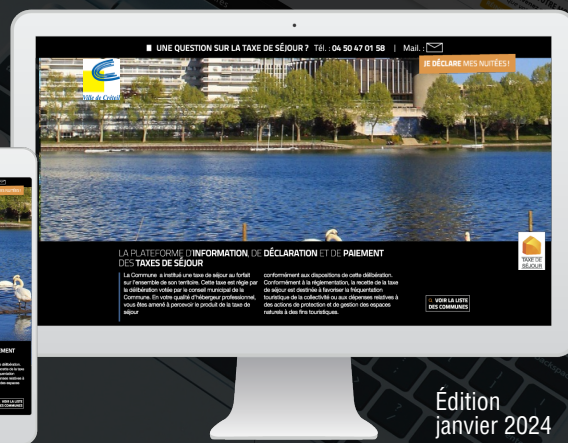 UNE QUESTION SUR LA TAXE DE SÉJOUR ? Tél. : 04 50 47 01 58 | Mail. :
JE DÉCLARE MES NUITÉES !
Ville de Créteil
LA PLATEFORME D'INFORMATION, DE DÉCLARATION ET DE PAIEMENT
DES TAXES DE SÉJOUR
La Commune a institué une taxe de séjour au forfait
sur l'ensemble de son territoire. Cette taxe est régie par
la délibération votée par le conseil municipal de la
Commune. En votre qualité d'hébergeur professionnel,
vous êtes amené à percevoir le produit de la taxe de
séjour
conformément aux dispositions de cette délibération.
Conformément à la réglementation, la recette de la taxe
de séjour est destinée à favoriser la fréquentation
touristique de la collectivité ou aux dépenses relatives à
des actions de protection et de gestion des espaces
naturels à des fins touristiques.
TAXE DE
SÉJOUR
VOIR LA LISTE
DES COMMUNES
Édition
janvier 2024